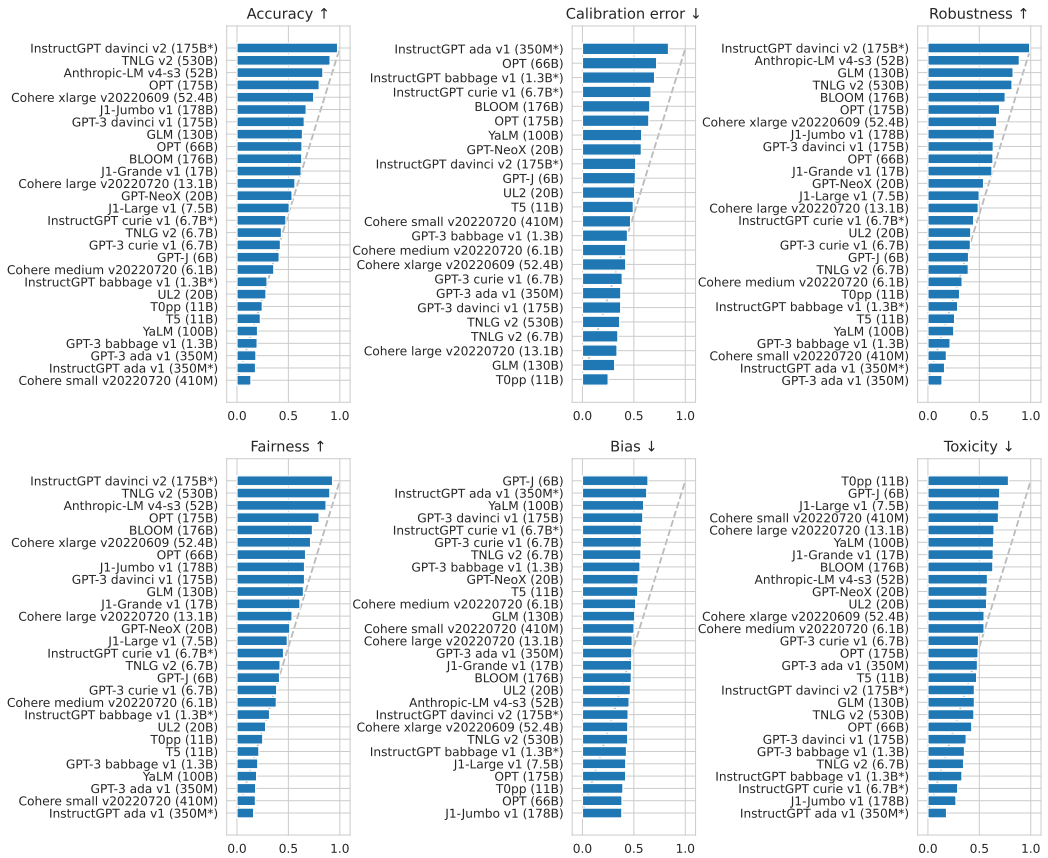 Accuracy ↑
InstructGPT davinci v2 (175B*)
TNLG v2 (530B)
Anthropic-LM v4-s3 (52B)
OPT (175B)
Cohere xlarge v20220609 (52.4B)
J1-Jumbo v1 (178B)
GPT-3 davinci v1 (175B)
GLM (130B)
OPT (66B)
BLOOM (176B)
J1-Grande v1 (17B)
Cohere large v20220720 (13.1B)
GPT-NeoX (20B)
J1-Large v1 (7.5B)
InstructGPT curie v1 (6.7B*)
TNLG v2 (6.7B)
GPT-3 curie v1 (6.7B)
GPT-J (6B)
Cohere medium v20220720 (6.1B)
InstructGPT babbage v1 (1.3B*)
UL2 (20B)
T0pp (11B)
T5 (11B)
YaLM (100B)
GPT-3 babbage v1 (1.3B)
GPT-3 ada v1 (350M)
InstructGPT ada v1 (350M*)
Cohere small v20220720 (410M)
0.0 0.5 1.0
Calibration error ↓
InstructGPT ada v1 (350M*)
OPT (66B)
InstructGPT babbage v1 (1.3B*)
InstructGPT curie v1 (6.7B*)
BLOOM (176B)
OPT (175B)
YaLM (100B)
GPT-NeoX (20B)
InstructGPT davinci v2 (175B*)
GPT-J (6B)
UL2 (20B)
T5 (11B)
Cohere small v20220720 (410M)
GPT-3 babbage v1 (1.3B)
Cohere medium v20220720 (6.1B)
Cohere xlarge v20220609 (52.4B)
GPT-3 curie v1 (6.7B)
GPT-3 ada v1 (350M)
GPT-3 davinci v1 (175B)
TNLG v2 (530B)
TNLG v2 (6.7B)
Cohere large v20220720 (13.1B)
GLM (130B)
T0pp (11B)
0.0 0.5 1.0
Robustness ↑
InstructGPT davinci v2 (175B*)
Anthropic-LM v4-s3 (52B)
GLM (130B)
TNLG v2 (530B)
BLOOM (176B)
OPT (175B)
Cohere xlarge v20220609 (52.4B)
J1-Jumbo v1 (178B)
GPT-3 davinci v1 (175B)
OPT (66B)
J1-Grande v1 (17B)
GPT-NeoX (20B)
J1-Large v1 (7.5B)
Cohere large v20220720 (13.1B)
InstructGPT curie v1 (6.7B*)
UL2 (20B)
GPT-3 curie v1 (6.7B)
GPT-J (6B)
TNLG v2 (6.7B)
Cohere medium v20220720 (6.1B)
T0pp (11B)
InstructGPT babbage v1 (1.3B*)
T5 (11B)
YaLM (100B)
GPT-3 babbage v1 (1.3B)
Cohere small v20220720 (410M)
InstructGPT ada v1 (350M*)
GPT-3 ada v1 (350M)
0.0 0.5 1.0
Fairness ↑
InstructGPT davinci v2 (175B*)
TNLG v2 (530B)
Anthropic-LM v4-s3 (52B)
OPT (175B)
BLOOM (176B)
Cohere xlarge v20220609 (52.4B)
OPT (66B)
J1-Jumbo v1 (178B)
GPT-3 davinci v1 (175B)
GLM (130B)
J1-Grande v1 (17B)
Cohere large v20220720 (13.1B)
GPT-NeoX (20B)
J1-Large v1 (7.5B)
InstructGPT curie v1 (6.7B*)
TNLG v2 (6.7B)
GPT-J (6B)
GPT-3 curie v1 (6.7B)
Cohere medium v20220720 (6.1B)
InstructGPT babbage v1 (1.3B*)
UL2 (20B)
T0pp (11B)
T5 (11B)
GPT-3 babbage v1 (1.3B)
YaLM (100B)
GPT-3 ada v1 (350M)
Cohere small v20220720 (410M)
InstructGPT ada v1 (350M*)
0.0 0.5 1.0
Bias ↓
GPT-J (6B)
InstructGPT ada v1 (350M*)
YaLM (100B)
GPT-3 davinci v1 (175B)
InstructGPT curie v1 (6.7B*)
GPT-3 curie v1 (6.7B)
TNLG v2 (6.7B)
GPT-3 babbage v1 (1.3B)
GPT-NeoX (20B)
T5 (11B)
Cohere medium v20220720 (6.1B)
GLM (130B)
Cohere small v20220720 (410M)
Cohere large v20220720 (13.1B)
GPT-3 ada v1 (350M)
J1-Grande v1 (17B)
BLOOM (176B)
UL2 (20B)
Anthropic-LM v4-s3 (52B)
InstructGPT davinci v2 (175B*)
Cohere xlarge v20220609 (52.4B)
TNLG v2 (530B)
InstructGPT babbage v1 (1.3B*)
J1-Large v1 (7.5B)
OPT (175B)
T0pp (11B)
OPT (66B)
J1-Jumbo v1 (178B)
0.0 0.5 1.0
Toxicity ↓
T0pp (11B)
GPT-J (6B)
J1-Large v1 (7.5B)
Cohere small v20220720 (410M)
Cohere large v20220720 (13.1B)
YaLM (100B)
J1-Grande v1 (17B)
BLOOM (176B)
Anthropic-LM v4-s3 (52B)
GPT-NeoX (20B)
UL2 (20B)
Cohere xlarge v20220609 (52.4B)
Cohere medium v20220720 (6.1B)
GPT-3 curie v1 (6.7B)
OPT (175B)
GPT-3 ada v1 (350M)
T5 (11B)
InstructGPT davinci v2 (175B*)
GLM (130B)
TNLG v2 (530B)
OPT (66B)
GPT-3 davinci v1 (175B)
GPT-3 babbage v1 (1.3B)
TNLG v2 (6.7B)
InstructGPT babbage v1 (1.3B*)
InstructGPT curie v1 (6.7B*)
J1-Jumbo v1 (178B)
InstructGPT ada v1 (350M*)
0.0 0.5 1.0